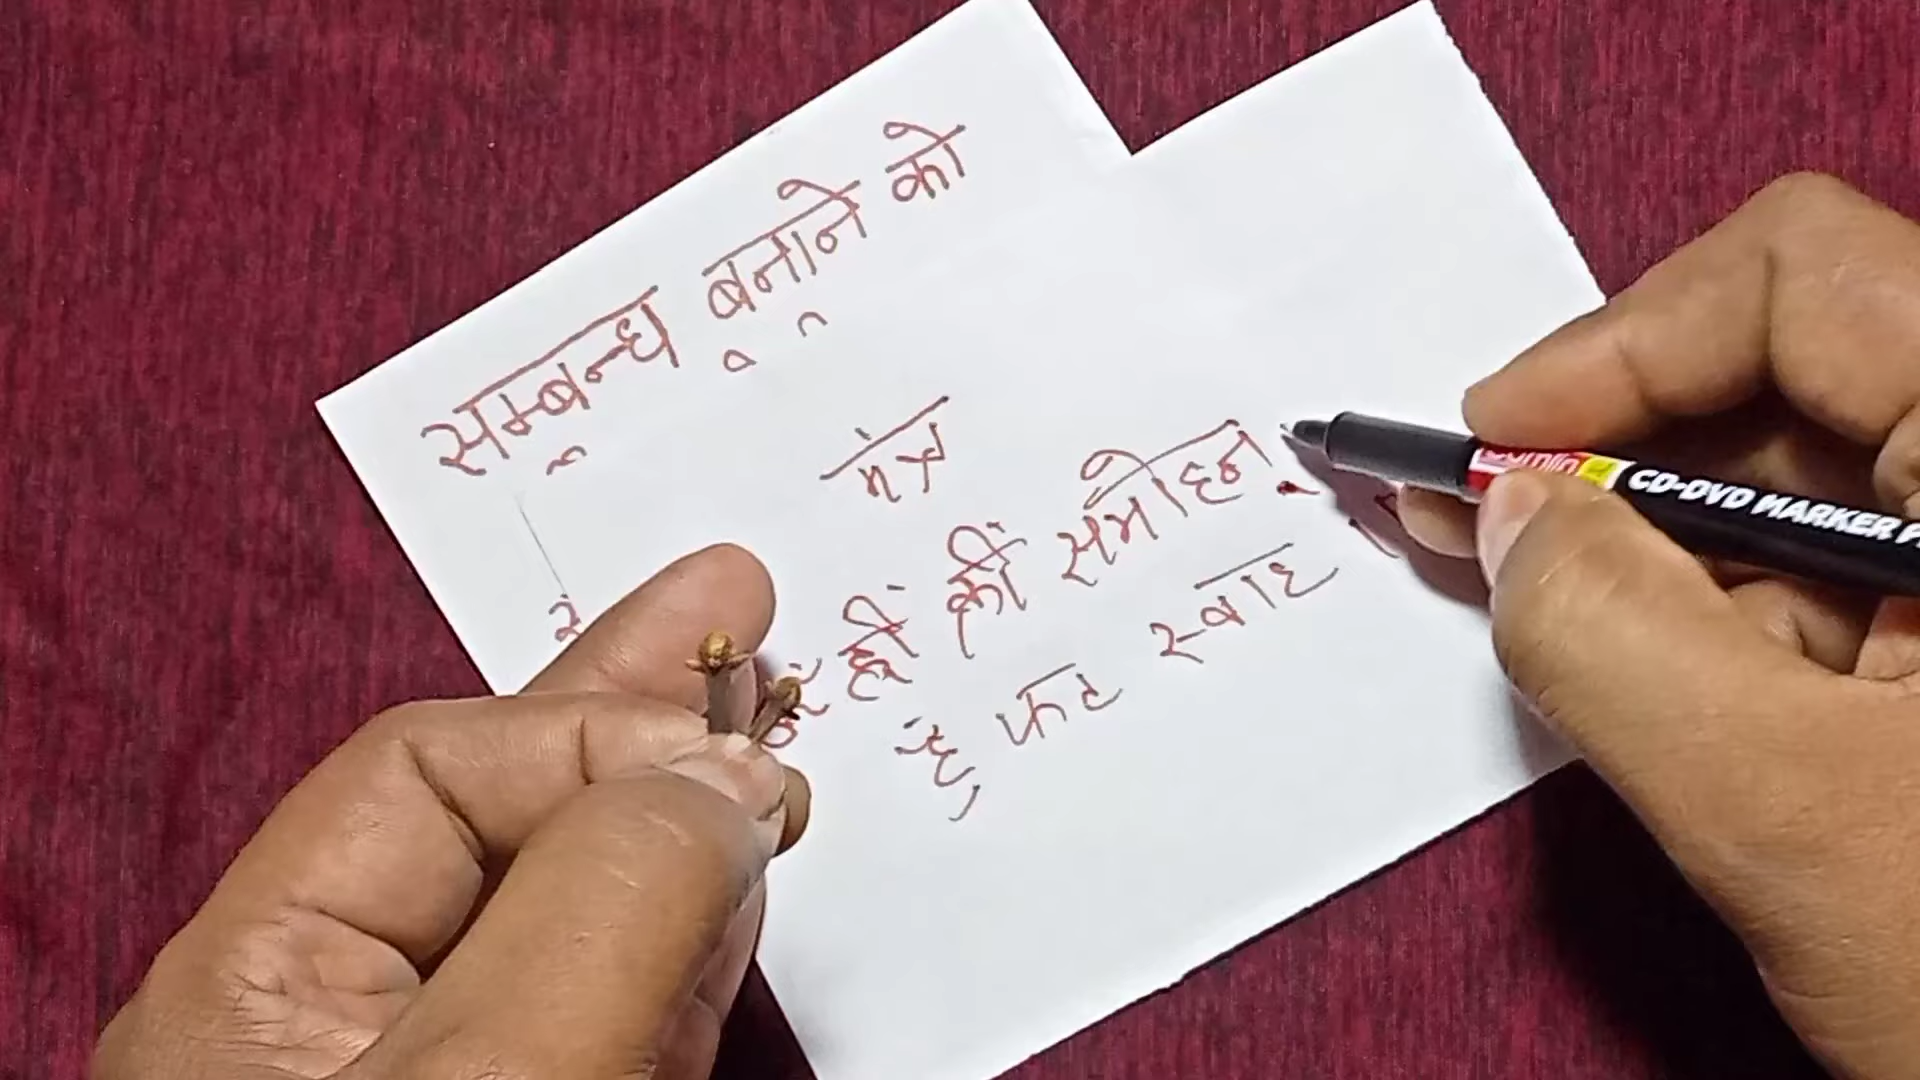 सम्बन्ध बनाने को
मंत्र
ह्रीं क्रीं समोहन
हुं फट स्वाह
CD-DVD MARKER